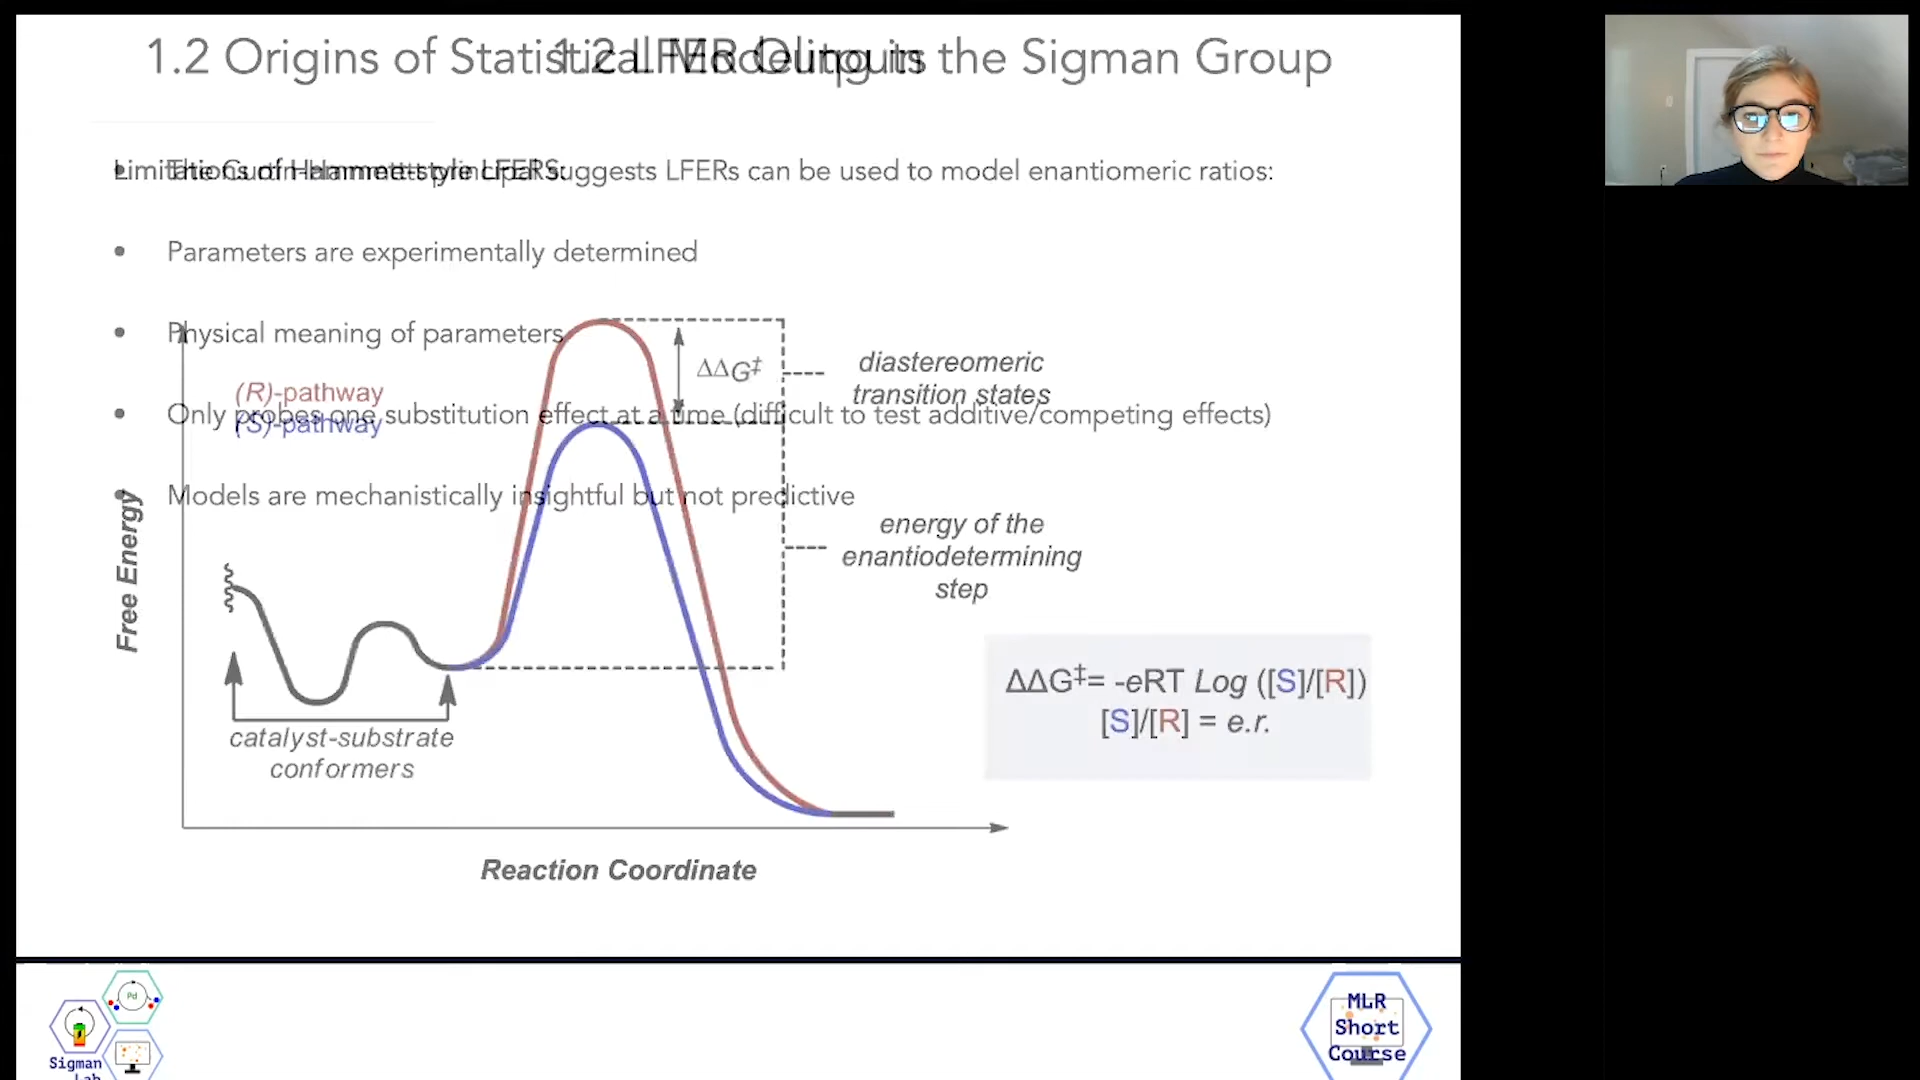 1.2 Origins of Statistical Modeling in the Sigman Group
1.2 LFER Outputs
Limitations of Hammett-style LFERS:
The Curtin-Hammett principal suggests LFERs can be used to model enantiomeric ratios:
• Parameters are experimentally determined
• Physical meaning of parameters
• Only probes one substitution effect at a time (difficult to test additive/competing effects)
• Models are mechanistically insightful but not predictive
(R)-pathway
(S)-pathway
ΔΔG‡
diastereomeric
transition states
energy of the
enantiodetermining
step
Free Energy
catalyst-substrate
conformers
ΔΔG‡= -eRT Log ([S]/[R])
[S]/[R] = e.r.
Reaction Coordinate
Pd
Sigman
Lab
MLR
Short
Course